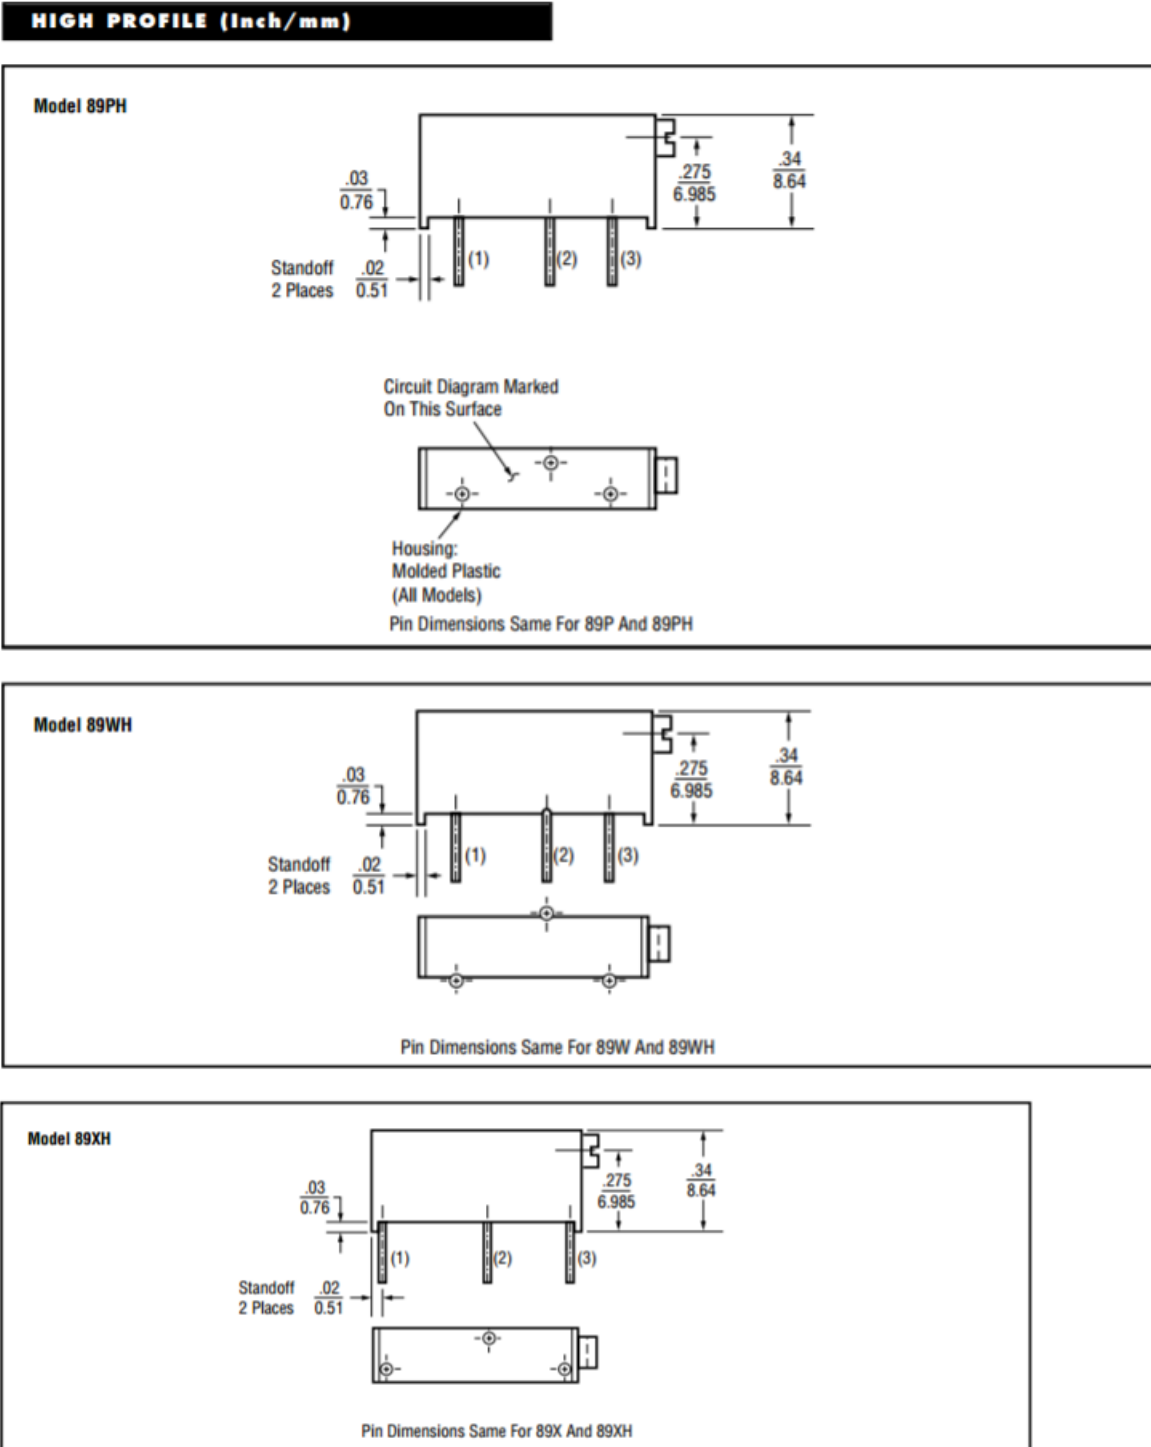 HIGH PROFILE (Inch/mm)
Model 89PH
.03
0.76
.275
6.985
.34
8.64
(1)
(2)
(3)
Standoff
2 Places
.02
0.51
Circuit Diagram Marked
On This Surface
Housing:
Molded Plastic
(All Models)
Pin Dimensions Same For 89P And 89PH
Model 89WH
.03
0.76
.275
6.985
.34
8.64
(1)
(2)
(3)
Standoff
2 Places
.02
0.51
Pin Dimensions Same For 89W And 89WH
Model 89XH
.03
0.76
.275
6.985
.34
8.64
(1)
(2)
(3)
Standoff
2 Places
.02
0.51
Pin Dimensions Same For 89X And 89XH